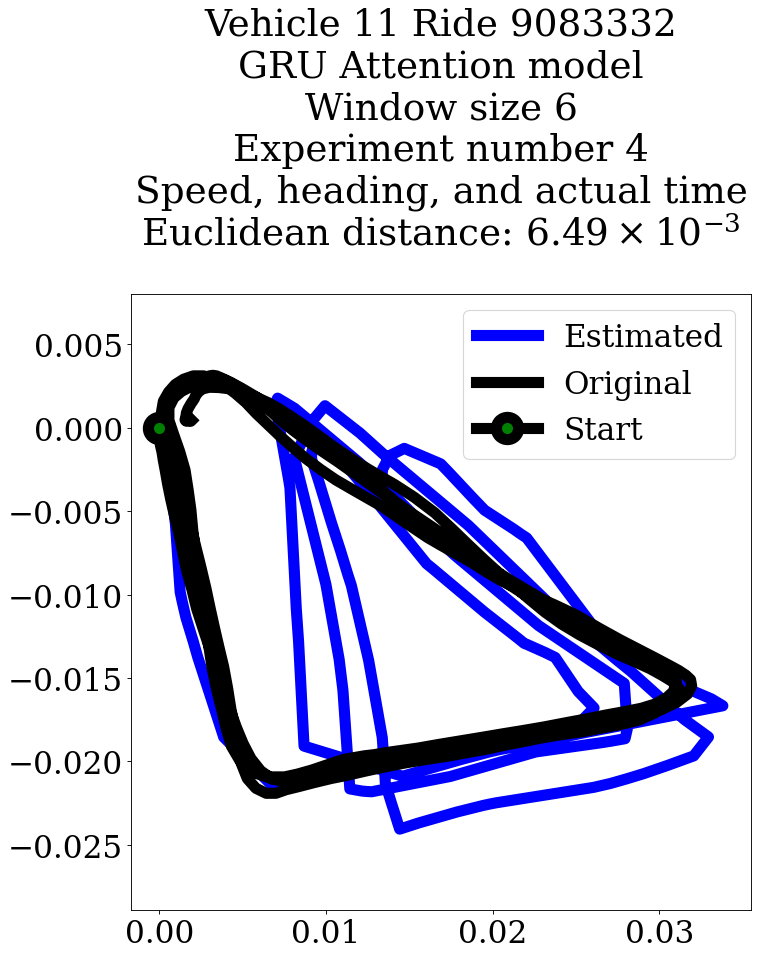 Vehicle 11 Ride 9083332
GRU Attention model
Window size 6
Experiment number 4
Speed, heading, and actual time
Euclidean distance: 6.49 × 10⁻³
Estimated
Original
Start
0.005
0.000
−0.005
−0.010
−0.015
−0.020
−0.025
0.00 0.01 0.02 0.03